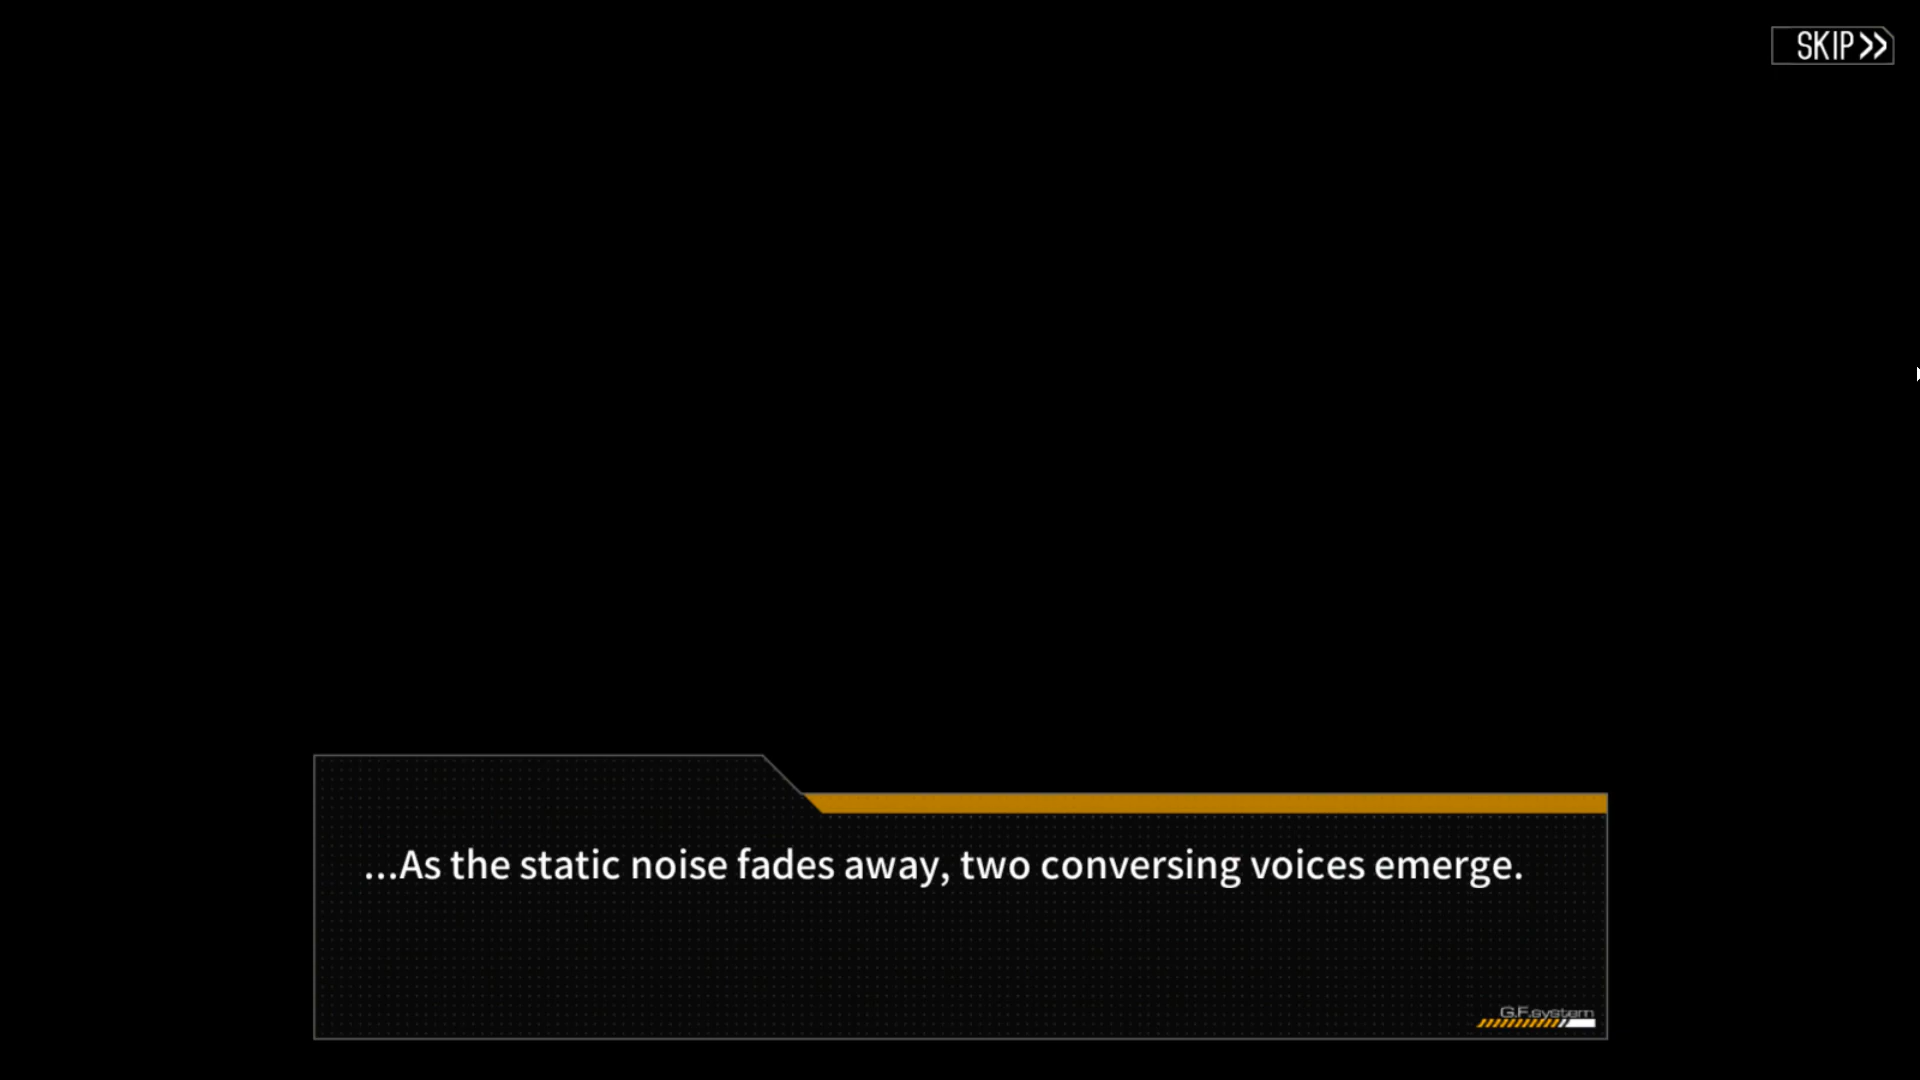 SKIP
...As the static noise fades away, two conversing voices emerge.
G.F.system